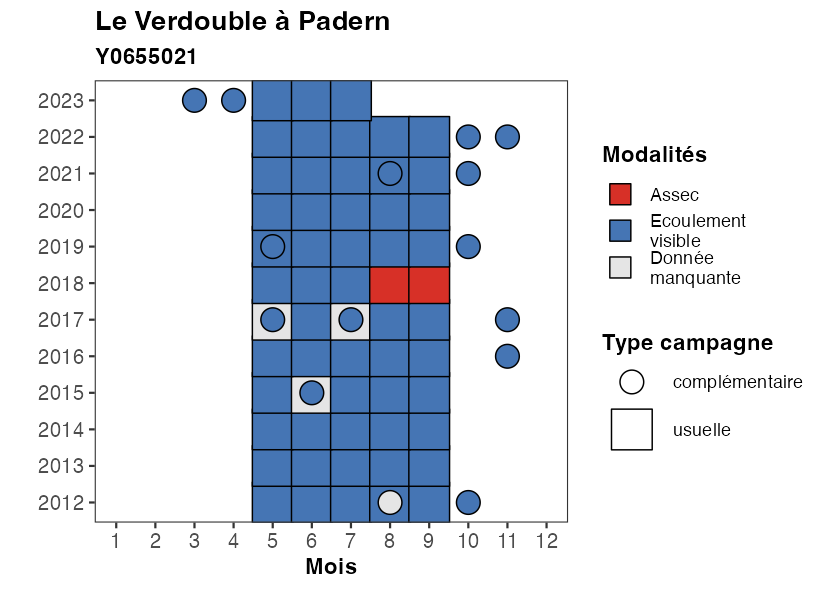 Le Verdouble à Padern
Y0655021
2023
2022
2021
2020
2019
2018
2017
2016
2015
2014
2013
2012
1 2 3 4 5 6 7 8 9 10 11 12
Mois
Modalités
Assec
Ecoulement
visible
Donnée
manquante
Type campagne
complémentaire
usuelle